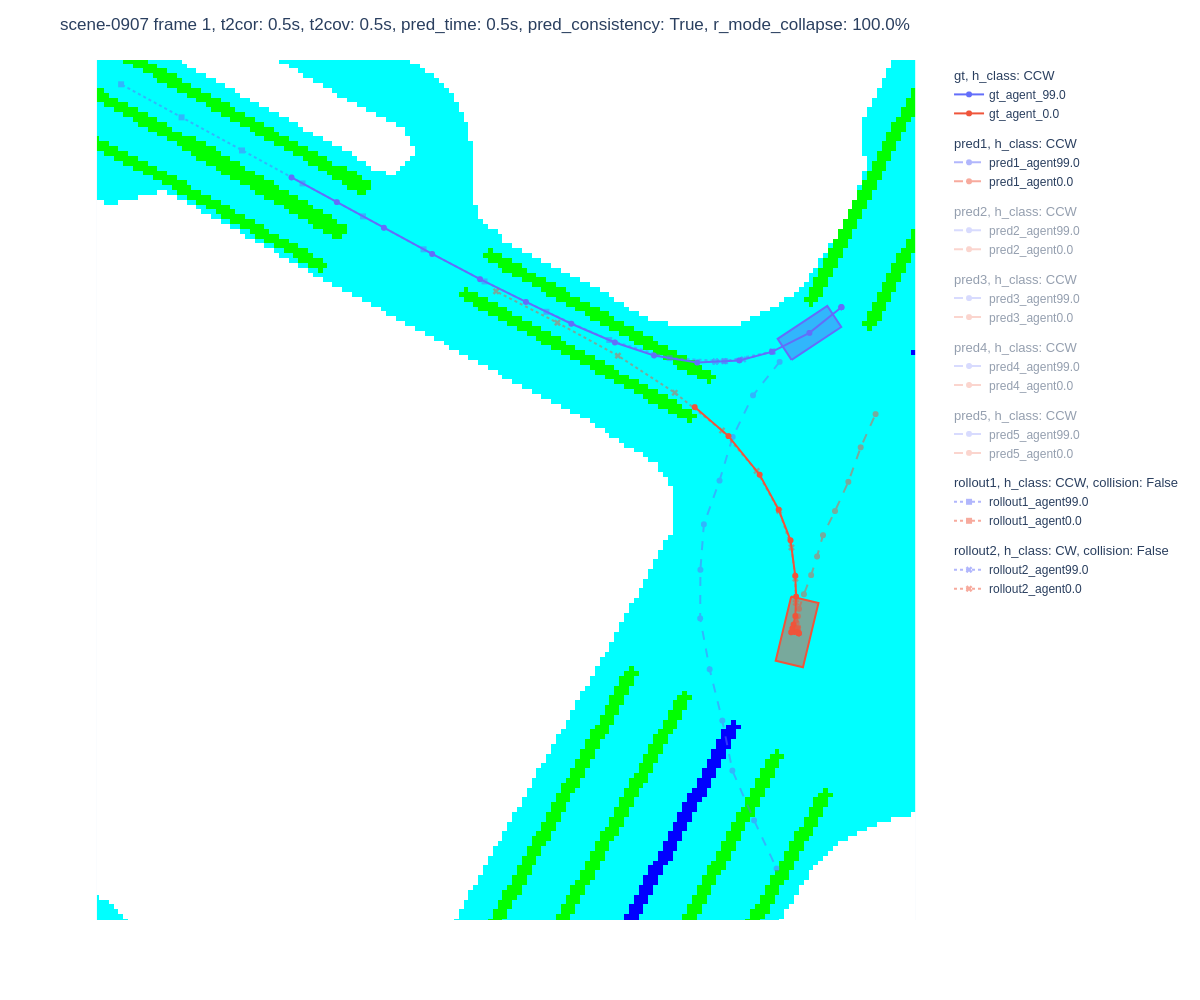 scene-0907 frame 1, t2cor: 0.5s, t2cov: 0.5s, pred_time: 0.5s, pred_consistency: True, r_mode_collapse: 100.0%
gt, h_class: CCW
gt_agent_99.0
gt_agent_0.0
pred1, h_class: CCW
pred1_agent99.0
pred1_agent0.0
pred2, h_class: CCW
pred2_agent99.0
pred2_agent0.0
pred3, h_class: CCW
pred3_agent99.0
pred3_agent0.0
pred4, h_class: CCW
pred4_agent99.0
pred4_agent0.0
pred5, h_class: CCW
pred5_agent99.0
pred5_agent0.0
rollout1, h_class: CCW, collision: False
rollout1_agent99.0
rollout1_agent0.0
rollout2, h_class: CW, collision: False
rollout2_agent99.0
rollout2_agent0.0